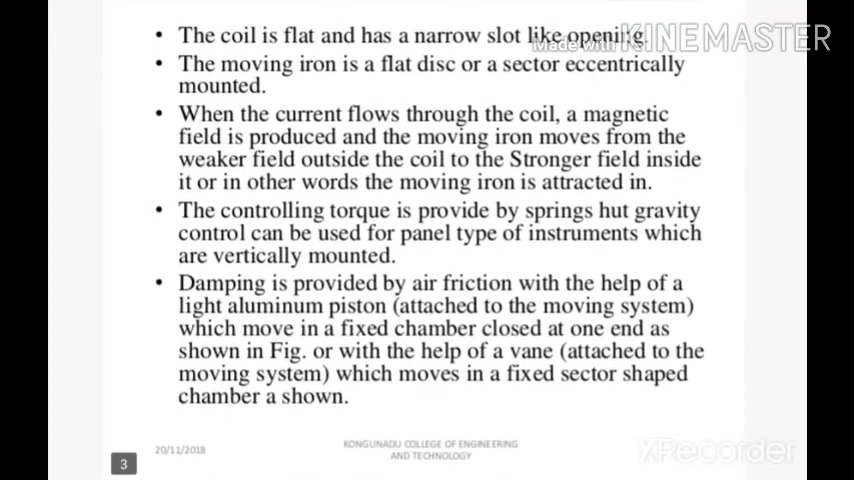 • The coil is flat and has a narrow slot like opening.
Made with KINEMASTER
• The moving iron is a flat disc or a sector eccentrically
mounted.
• When the current flows through the coil, a magnetic
field is produced and the moving iron moves from the
weaker field outside the coil to the Stronger field inside
it or in other words the moving iron is attracted in.
• The controlling torque is provide by springs hut gravity
control can be used for panel type of instruments which
are vertically mounted.
• Damping is provided by air friction with the help of a
light aluminum piston (attached to the moving system)
which move in a fixed chamber closed at one end as
shown in Fig. or with the help of a vane (attached to the
moving system) which moves in a fixed sector shaped
chamber a shown.
3
20/11/2018
KONGUNADU COLLEGE OF ENGINEERING
AND TECHNOLOGY
XRecorder